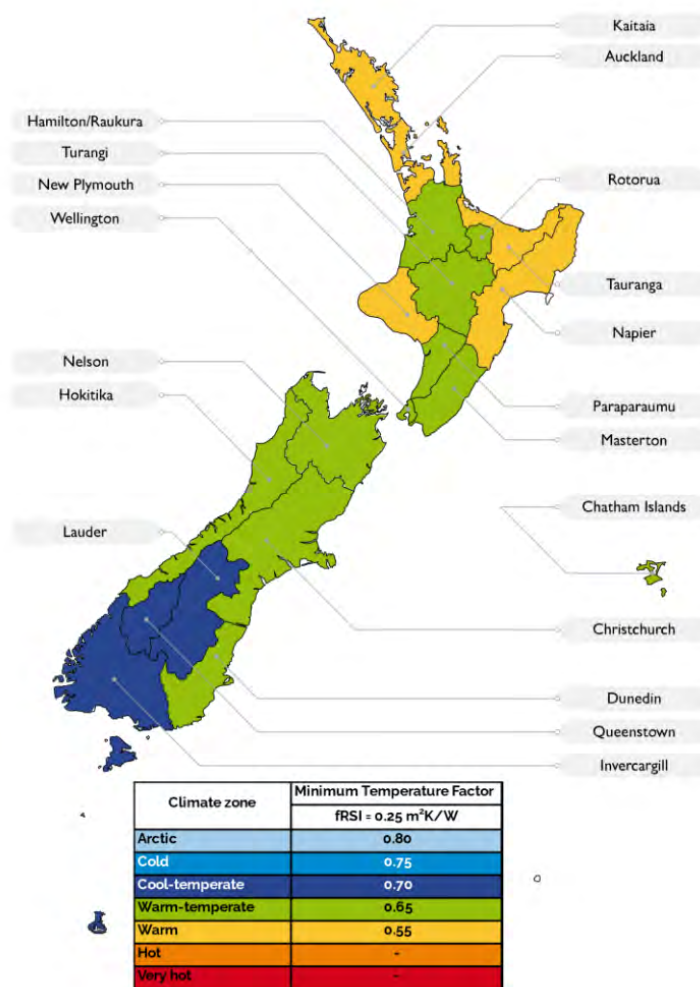 Kaitaia
Auckland
Hamilton/Raukura
Turangi
New Plymouth
Wellington
Rotorua
Tauranga
Napier
Nelson
Hokitika
Paraparaumu
Masterton
Chatham Islands
Lauder
Christchurch
Dunedin
Queenstown
Invercargill
Climate zone Minimum Temperature Factor
fRSI = 0.25 m²K/W
Arctic 0.80
Cold 0.75
Cool-temperate 0.70
Warm-temperate 0.65
Warm 0.55
Hot -
Very hot -